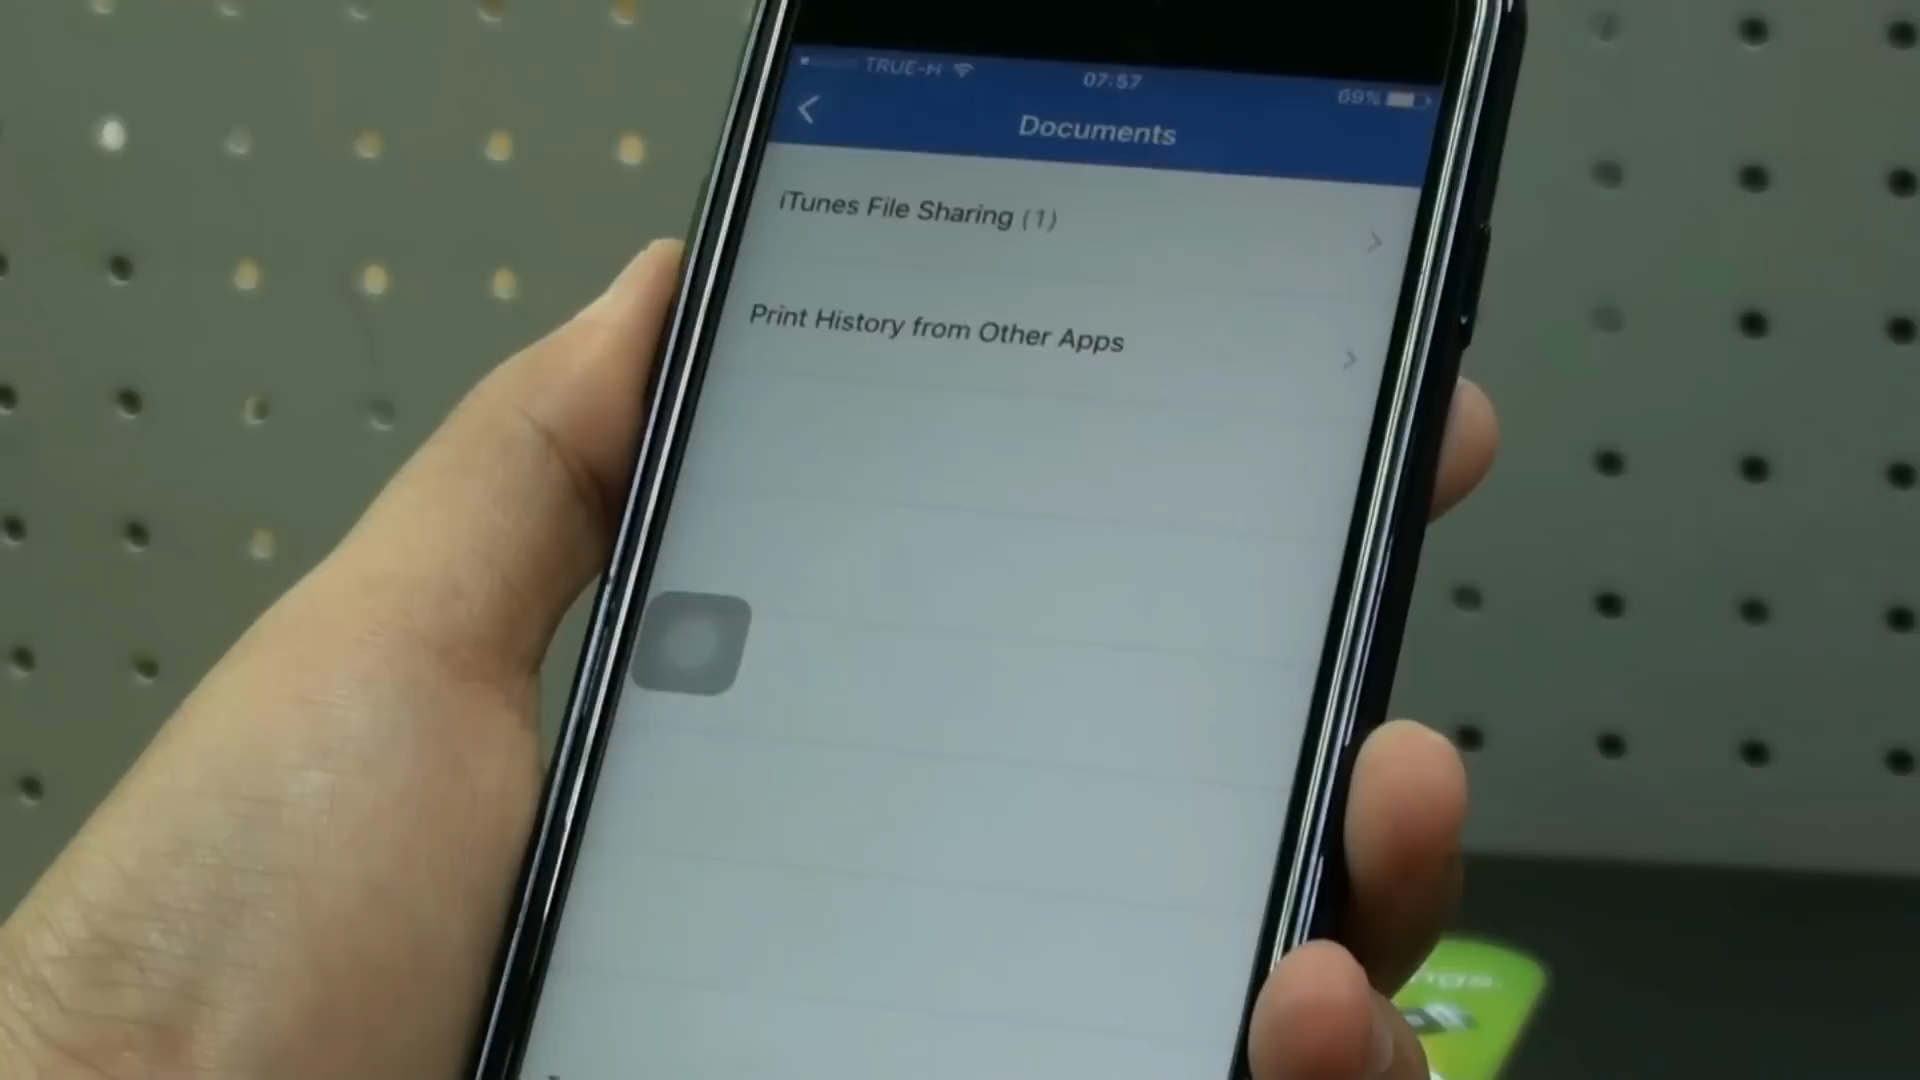 TRUE-H
07:57
69%
Documents
iTunes File Sharing (1)
Print History from Other Apps